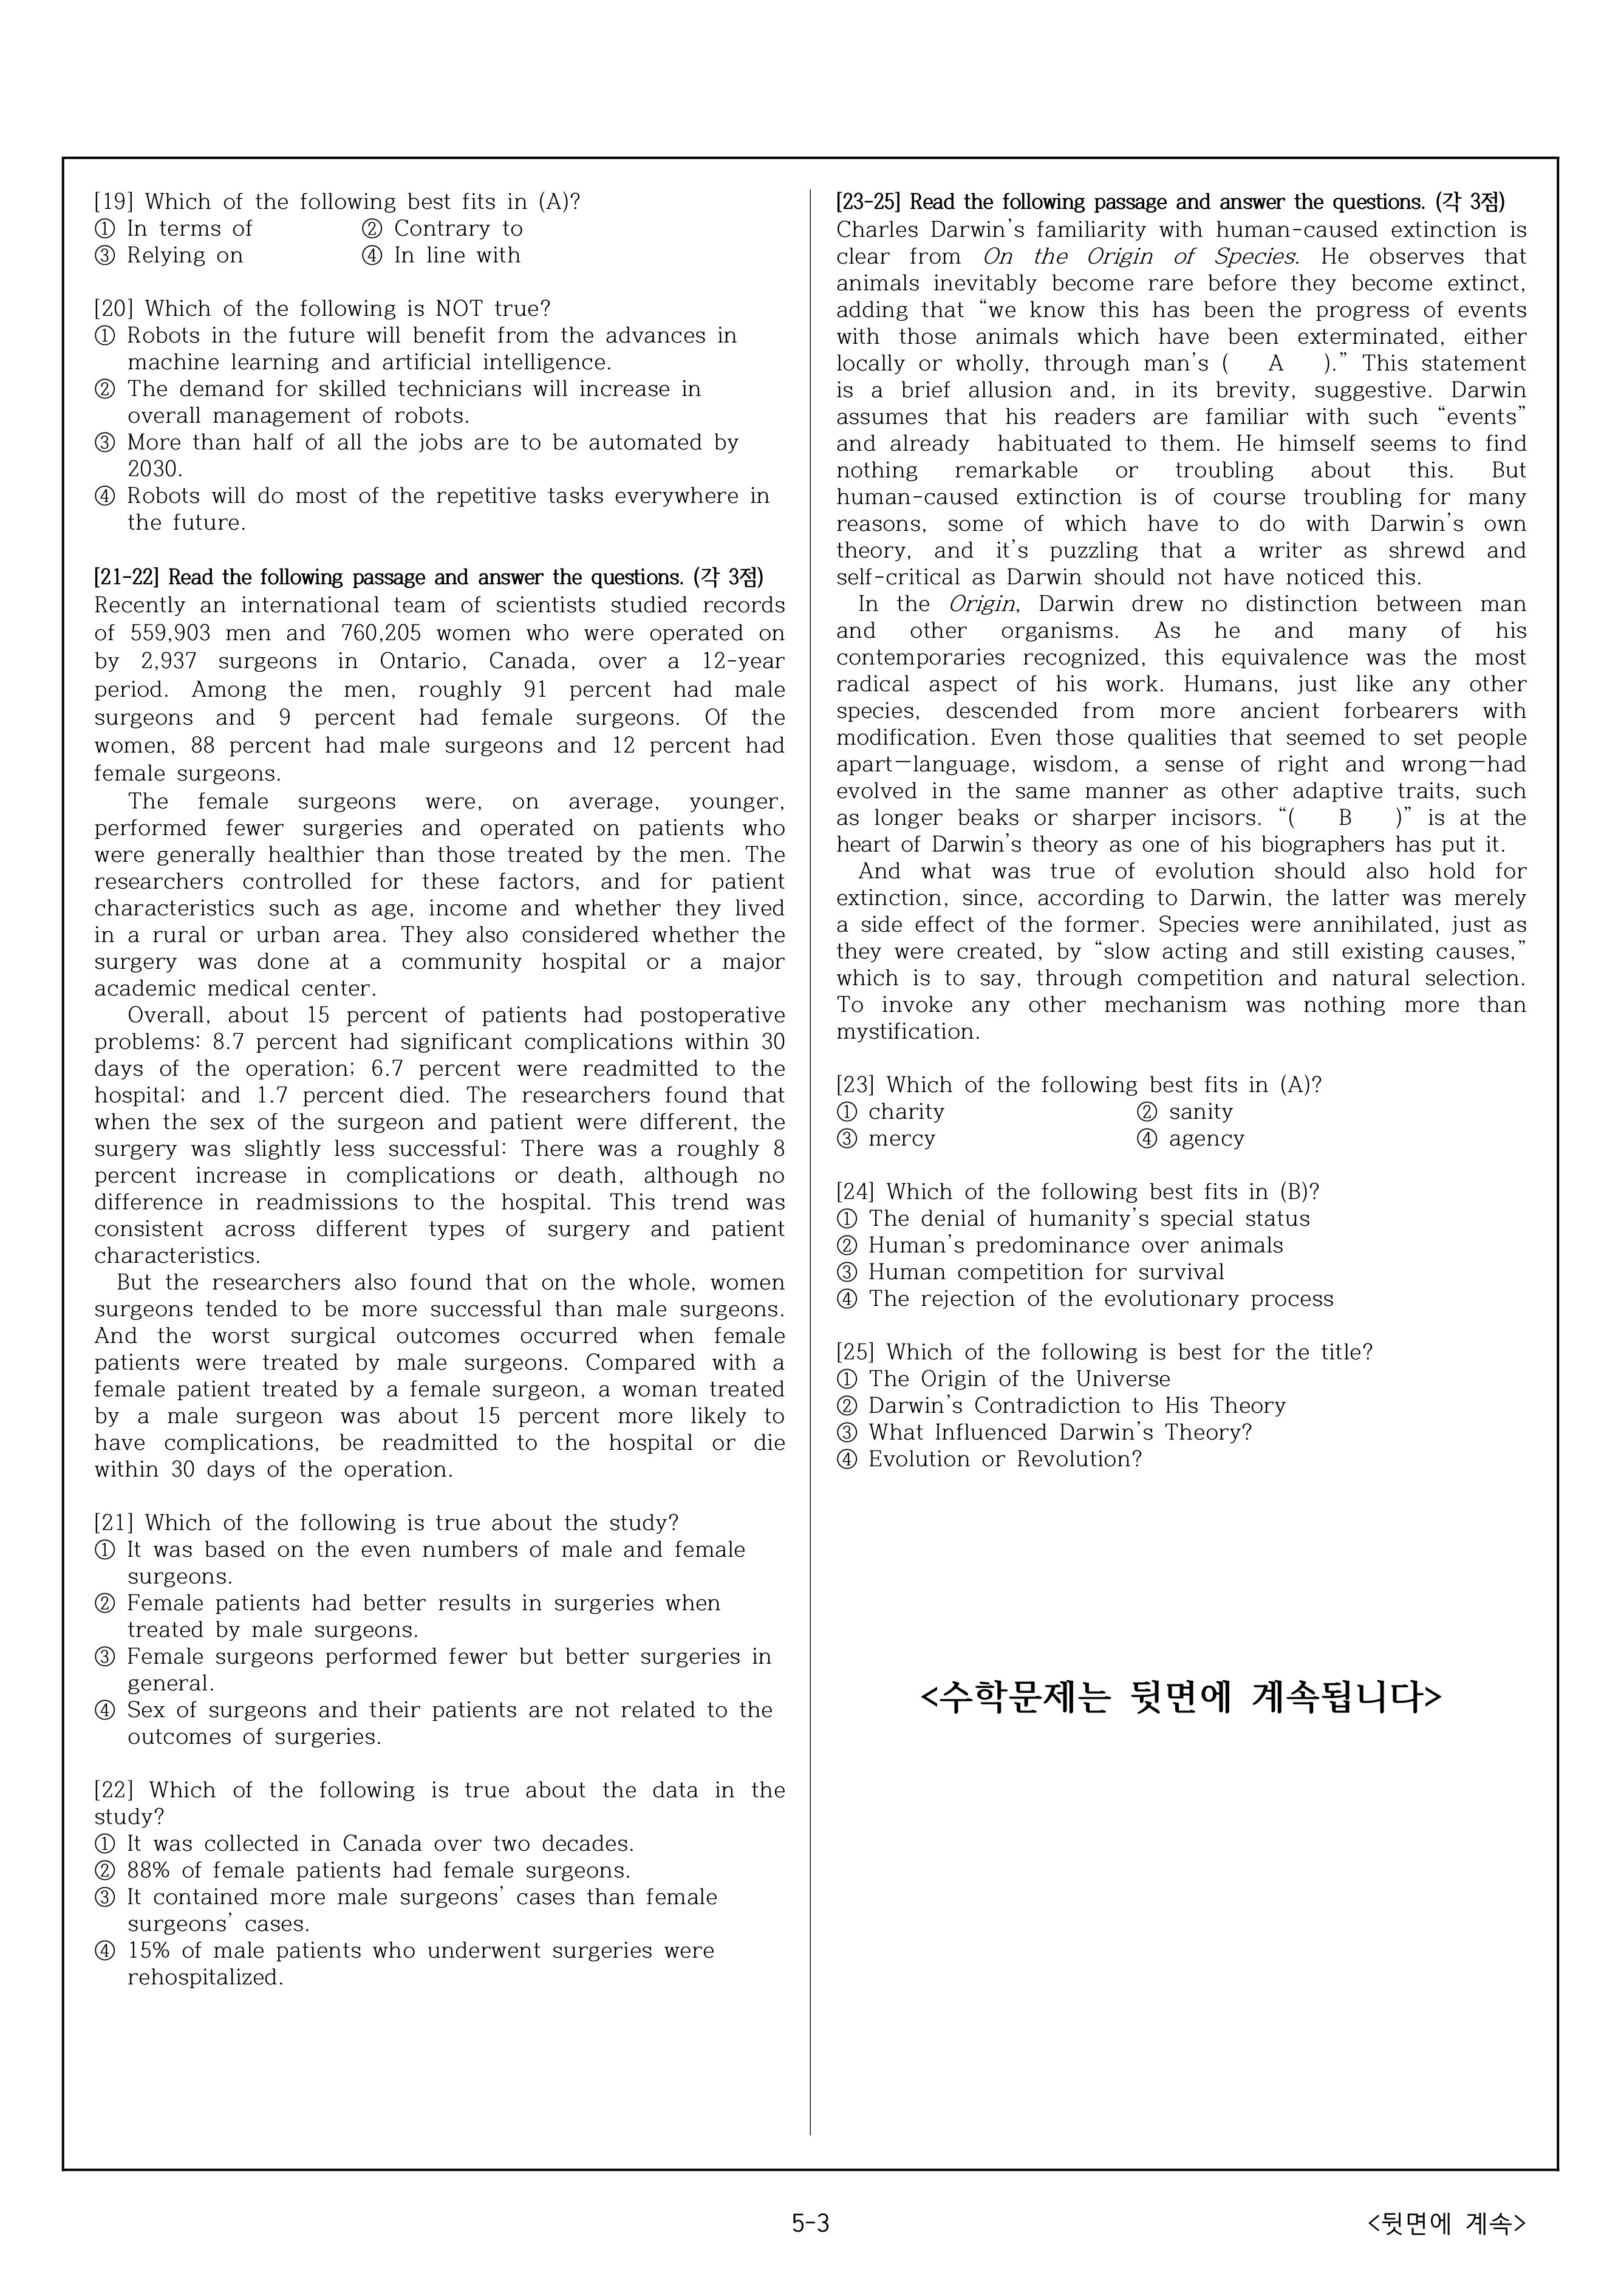 [19] Which of the following best fits in (A)?
① In terms of ② Contrary to
③ Relying on ④ In line with
[20] Which of the following is NOT true?
① Robots in the future will benefit from the advances in
machine learning and artificial intelligence.
② The demand for skilled technicians will increase in
overall management of robots.
③ More than half of all the jobs are to be automated by
2030.
④ Robots will do most of the repetitive tasks everywhere in
the future.
[21-22] Read the following passage and answer the questions. (각 3점)
Recently an international team of scientists studied records
of 559,903 men and 760,205 women who were operated on
by 2,937 surgeons in Ontario, Canada, over a 12-year
period. Among the men, roughly 91 percent had male
surgeons and 9 percent had female surgeons. Of the
women, 88 percent had male surgeons and 12 percent had
female surgeons.
The female surgeons were, on average, younger,
performed fewer surgeries and operated on patients who
were generally healthier than those treated by the men. The
researchers controlled for these factors, and for patient
characteristics such as age, income and whether they lived
in a rural or urban area. They also considered whether the
surgery was done at a community hospital or a major
academic medical center.
Overall, about 15 percent of patients had postoperative
problems: 8.7 percent had significant complications within 30
days of the operation; 6.7 percent were readmitted to the
hospital; and 1.7 percent died. The researchers found that
when the sex of the surgeon and patient were different, the
surgery was slightly less successful: There was a roughly 8
percent increase in complications or death, although no
difference in readmissions to the hospital. This trend was
consistent across different types of surgery and patient
characteristics.
But the researchers also found that on the whole, women
surgeons tended to be more successful than male surgeons.
And the worst surgical outcomes occurred when female
patients were treated by male surgeons. Compared with a
female patient treated by a female surgeon, a woman treated
by a male surgeon was about 15 percent more likely to
have complications, be readmitted to the hospital or die
within 30 days of the operation.
[21] Which of the following is true about the study?
① It was based on the even numbers of male and female
surgeons.
② Female patients had better results in surgeries when
treated by male surgeons.
③ Female surgeons performed fewer but better surgeries in
general.
④ Sex of surgeons and their patients are not related to the
outcomes of surgeries.
[22] Which of the following is true about the data in the
study?
① It was collected in Canada over two decades.
② 88% of female patients had female surgeons.
③ It contained more male surgeons' cases than female
surgeons' cases.
④ 15% of male patients who underwent surgeries were
rehospitalized.
[23-25] Read the following passage and answer the questions. (각 3점)
Charles Darwin's familiarity with human-caused extinction is
clear from On the Origin of Species. He observes that
animals inevitably become rare before they become extinct,
adding that “we know this has been the progress of events
with those animals which have been exterminated, either
locally or wholly, through man's ( A ).” This statement
is a brief allusion and, in its brevity, suggestive. Darwin
assumes that his readers are familiar with such “events”
and already habituated to them. He himself seems to find
nothing remarkable or troubling about this. But
human-caused extinction is of course troubling for many
reasons, some of which have to do with Darwin's own
theory, and it's puzzling that a writer as shrewd and
self-critical as Darwin should not have noticed this.
In the Origin, Darwin drew no distinction between man
and other organisms. As he and many of his
contemporaries recognized, this equivalence was the most
radical aspect of his work. Humans, just like any other
species, descended from more ancient forbearers with
modification. Even those qualities that seemed to set people
apart—language, wisdom, a sense of right and wrong—had
evolved in the same manner as other adaptive traits, such
as longer beaks or sharper incisors. “( B )” is at the
heart of Darwin's theory as one of his biographers has put it.
And what was true of evolution should also hold for
extinction, since, according to Darwin, the latter was merely
a side effect of the former. Species were annihilated, just as
they were created, by “slow acting and still existing causes,”
which is to say, through competition and natural selection.
To invoke any other mechanism was nothing more than
mystification.
[23] Which of the following best fits in (A)?
① charity ② sanity
③ mercy ④ agency
[24] Which of the following best fits in (B)?
① The denial of humanity's special status
② Human's predominance over animals
③ Human competition for survival
④ The rejection of the evolutionary process
[25] Which of the following is best for the title?
① The Origin of the Universe
② Darwin's Contradiction to His Theory
③ What Influenced Darwin's Theory?
④ Evolution or Revolution?
<수학문제는 뒷면에 계속됩니다>
5-3
<뒷면에 계속>